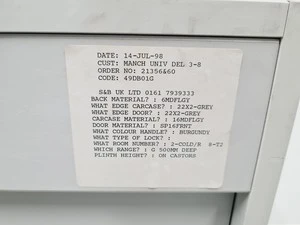 DATE: 14-JUL-98
CUST: MANCH UNIV DEL 3-8
ORDER NO: 21356&60
CODE: 49DB01G
S&B UK LTD 0161 7939333
BACK MATERIAL? : 6MDFLGY
WHAT EDGE CARCASE? : 22X2-GREY
WHAT EDGE DOOR? : 22X2-GREY
CARCASE MATERIAL? : 16MDFLGY
DOOR MATERIAL? : SP16FRNT
WHAT COLOUR HANDLE? : BURGUNDY
WHAT TYPE OF LOCK? :
WHAT ROOM NUMBER? : 2-COLD/R 8-T2
WHICH RANGE? : G 500MM DEEP
PLINTH HEIGHT? : ON CASTORS